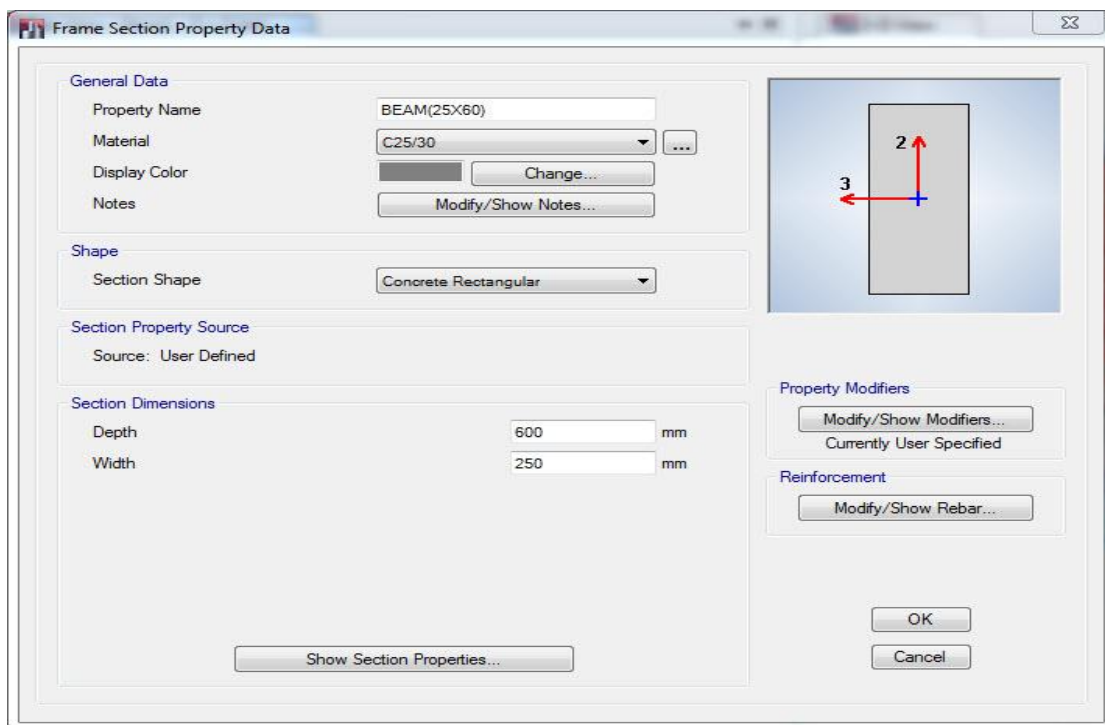 Frame Section Property Data
General Data
Property Name BEAM(25X60)
Material C25/30 ...
Display Color Change...
Notes Modify/Show Notes...
Shape
Section Shape Concrete Rectangular
Section Property Source
Source: User Defined
Section Dimensions
Depth 600 mm
Width 250 mm
Show Section Properties...
2
3
Property Modifiers
Modify/Show Modifiers...
Currently User Specified
Reinforcement
Modify/Show Rebar...
OK
Cancel